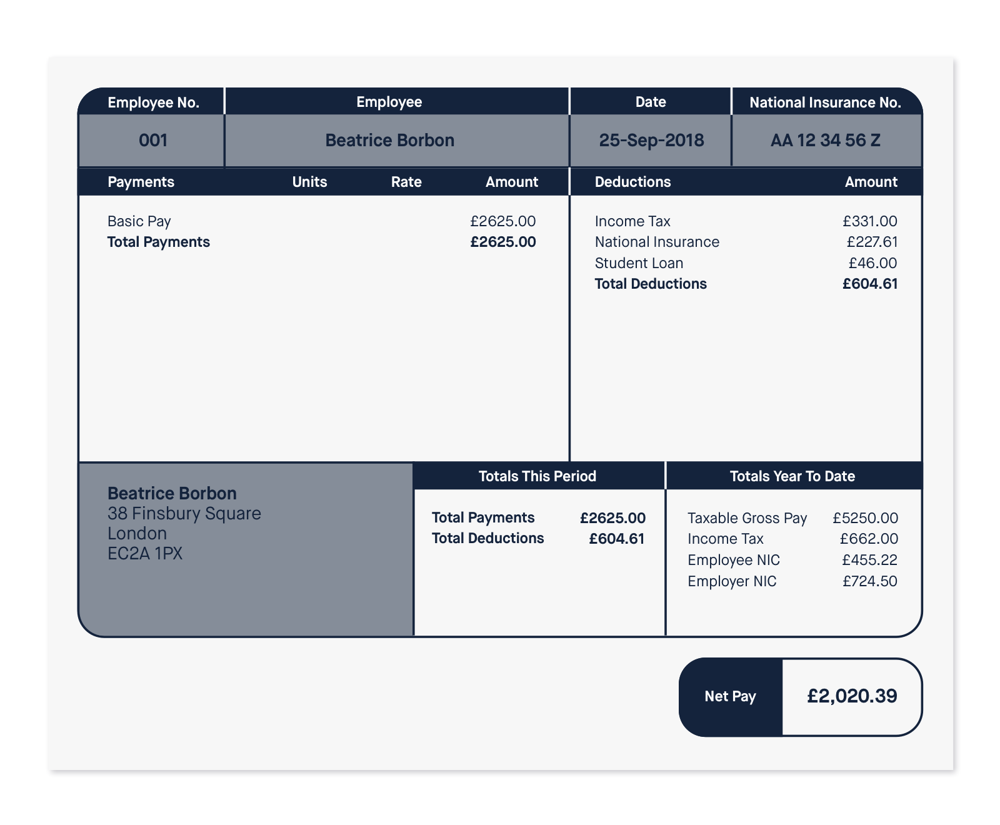 Employee No. Employee Date National Insurance No.
001 Beatrice Borbon 25-Sep-2018 AA 12 34 56 Z
Payments Units Rate Amount Deductions Amount
Basic Pay £2625.00 Income Tax £331.00
Total Payments £2625.00 National Insurance £227.61
Student Loan £46.00
Total Deductions £604.61
Totals This Period Totals Year To Date
Beatrice Borbon
38 Finsbury Square
London
EC2A 1PX
Total Payments £2625.00
Total Deductions £604.61
Taxable Gross Pay £5250.00
Income Tax £662.00
Employee NIC £455.22
Employer NIC £724.50
Net Pay £2,020.39